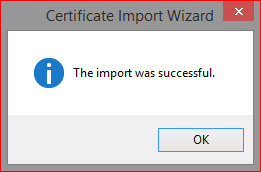 Certificate Import Wizard
The import was successful.
OK